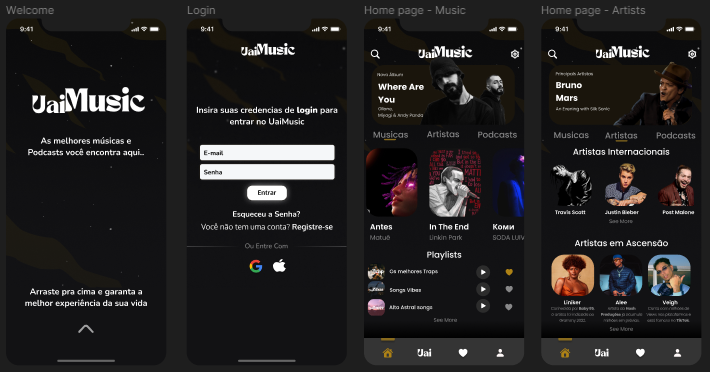 Welcome
9:41
UaiMusic
As melhores músicas e
Podcasts você encontra aqui..
Arraste pra cima e garanta a
melhor experiência da sua vida
Login
9:41
UaiMusic
Insira suas credencias de login para
entrar no UaiMusic
E-mail
Senha
Entrar
Esqueceu a Senha?
Você não tem uma conta? Registre-se
Ou Entre Com
Home page - Music
9:41
UaiMusic
Novo Álbum
Where Are
You
Otnicka,
Miyagi & Andy Panda
Musicas Artistas Podcasts
Antes
Matuê
In The End
Linkin Park
Коми
SODA LUIV
Playlists
Os melhores Traps
Songs Vibes
Alto Astral songs
See More
Uai
Home page - Artists
9:41
UaiMusic
Principais Artistas
Bruno
Mars
An Evening with Silk Sonic
Musicas Artistas Podcasts
Artistas Internacionais
Travis Scott
Justin Bieber
Post Malone
See More
Artistas em Ascensão
Liniker
Alee
Veigh
See More
Uai